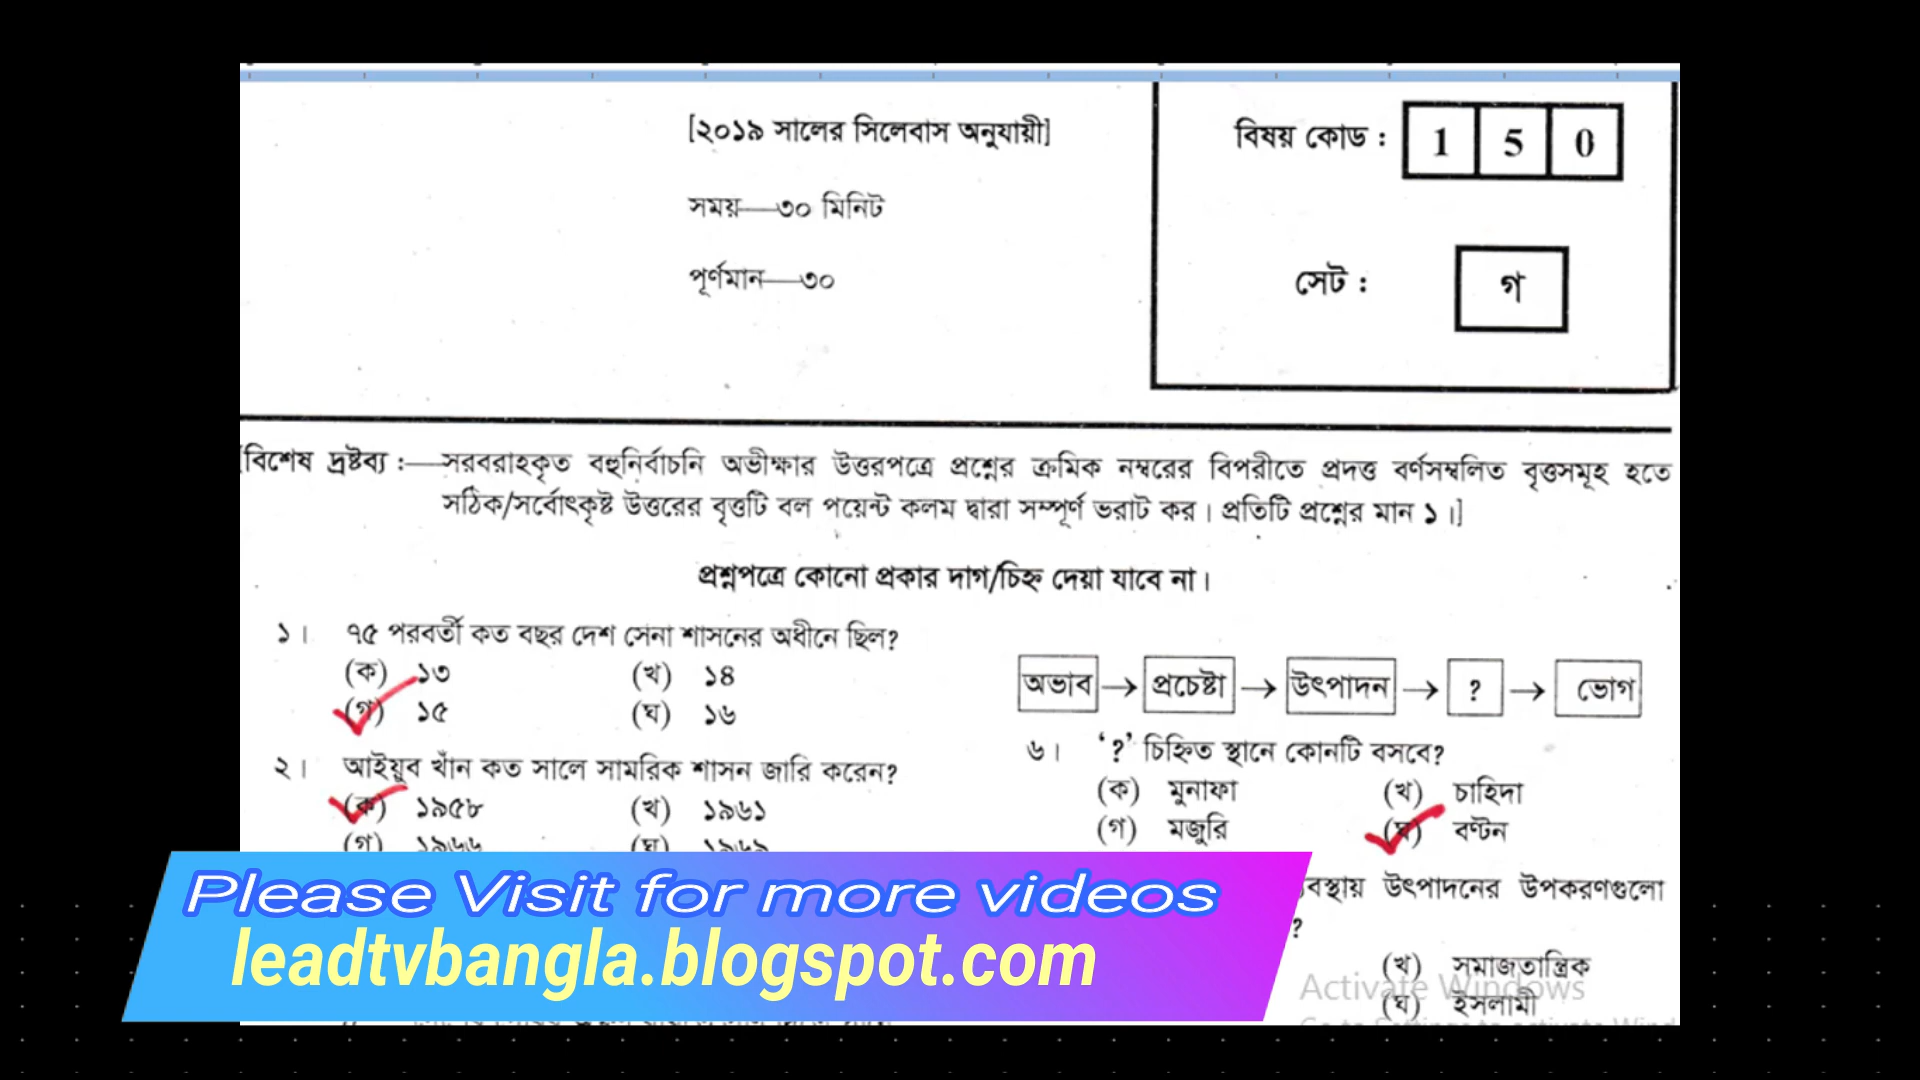 [২০১৯ সালের সিলেবাস অনুযায়ী]
বিষয় কোড : 1 5 0
সময়—৩০ মিনিট
পূর্ণমান—৩০
সেট : গ
[বিশেষ দ্রষ্টব্য :—সরবরাহকৃত বহুনির্বাচনি অভীক্ষার উত্তরপত্রে প্রশ্নের ক্রমিক নম্বরের বিপরীতে প্রদত্ত বর্ণসম্বলিত বৃত্তসমূহ হতে
সঠিক/সর্বোৎকৃষ্ট উত্তরের বৃত্তটি বল পয়েন্ট কলম দ্বারা সম্পূর্ণ ভরাট কর। প্রতিটি প্রশ্নের মান ১।]
প্রশ্নপত্রে কোনো প্রকার দাগ/চিহ্ন দেয়া যাবে না।
১। ৭৫ পরবর্তী কত বছর দেশ সেনা শাসনের অধীনে ছিল?
(ক) ১৩ (খ) ১৪
(গ) ১৫ (ঘ) ১৬
২। আইয়ুব খাঁন কত সালে সামরিক শাসন জারি করেন?
(ক) ১৯৫৮ (খ) ১৯৬১
(গ) ১৯৬৬ (ঘ) ১৯৬৯
অভাব → প্রচেষ্টা → উৎপাদন → ? → ভোগ
৬। ‘?’ চিহ্নিত স্থানে কোনটি বসবে?
(ক) মুনাফা (খ) চাহিদা
(গ) মজুরি (ঘ) বণ্টন
উৎপাদনের উপকরণগুলো
?
(খ) সমাজতান্ত্রিক
(ঘ) ইসলামী
Activate Windows
Please Visit for more videos
leadtvbangla.blogspot.com